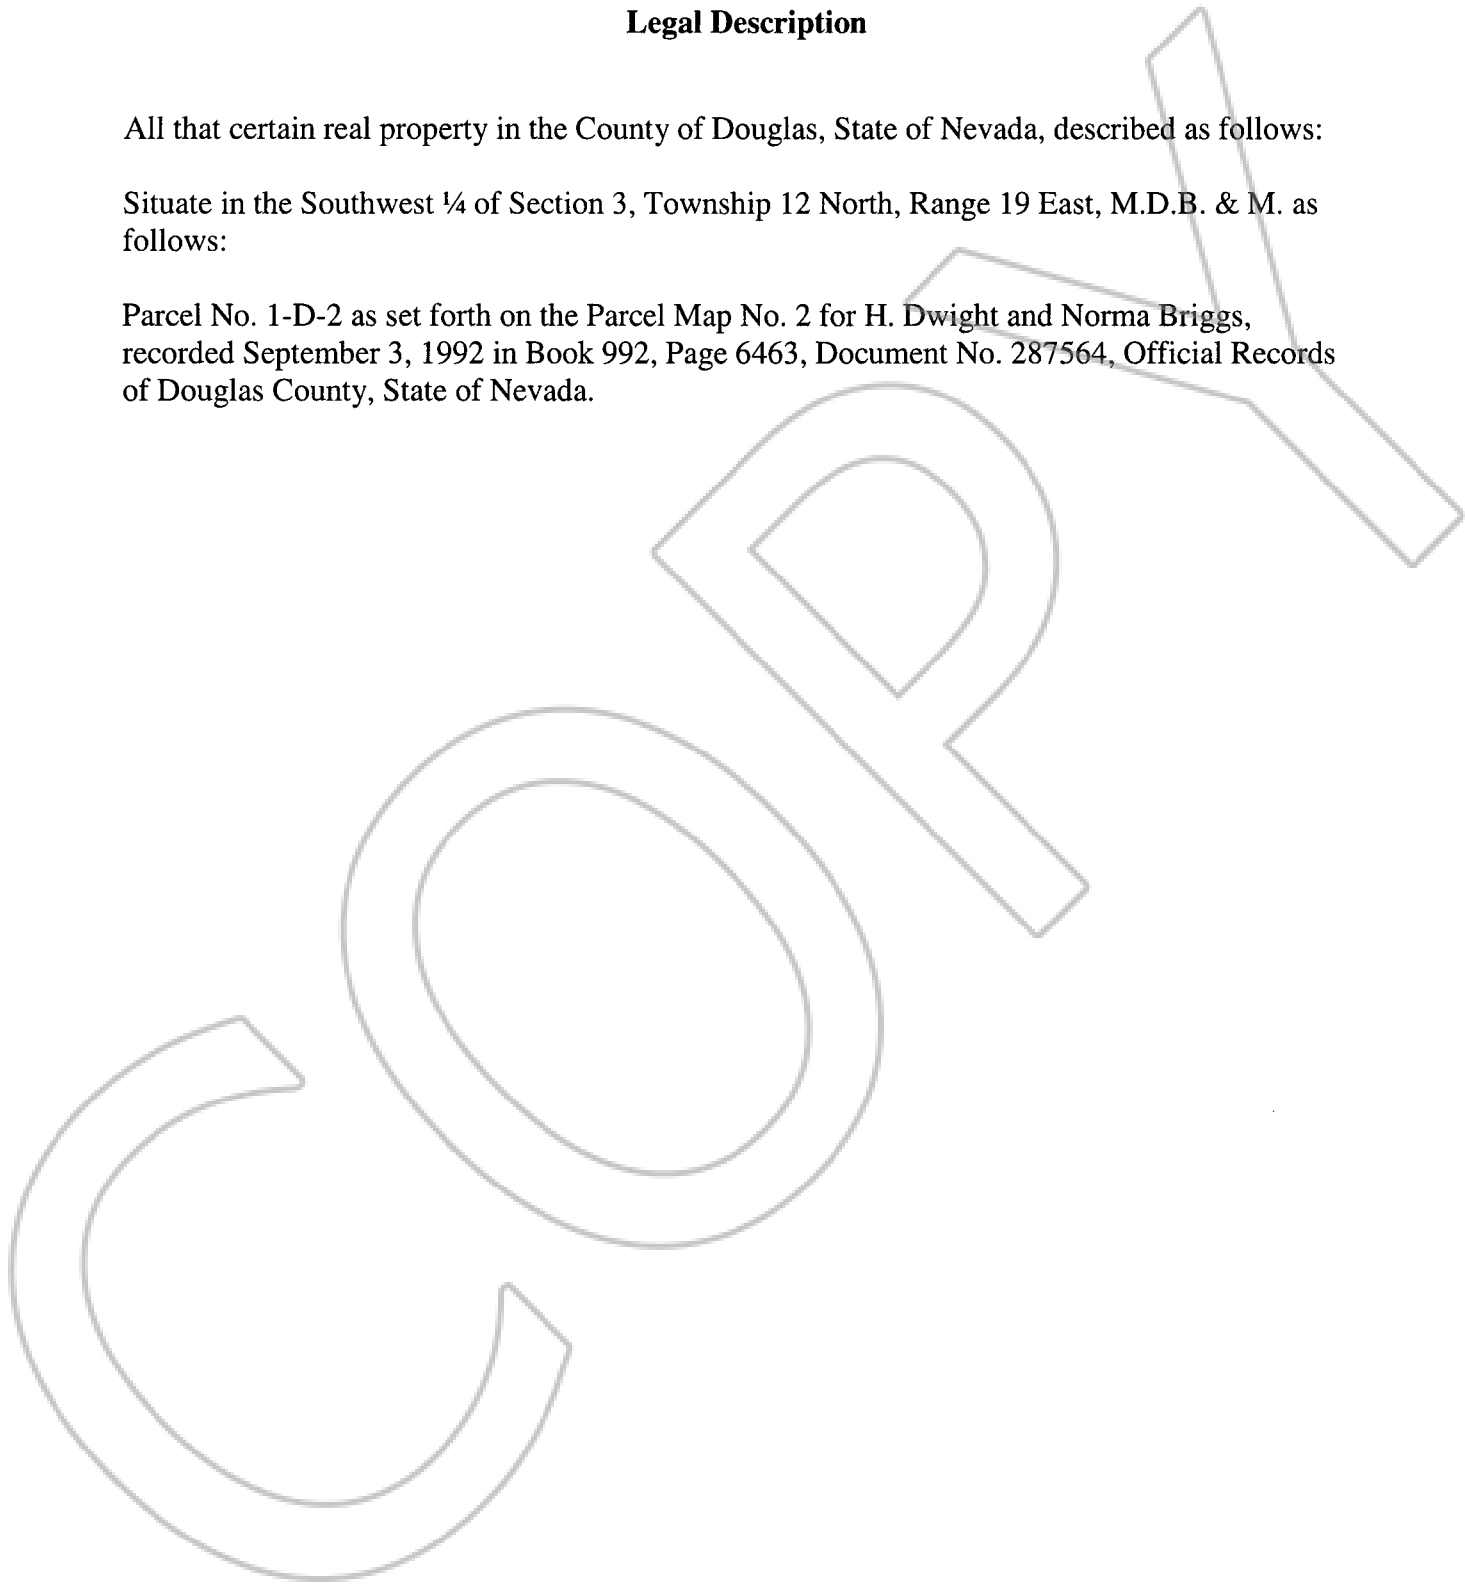 Legal Description
All that certain real property in the County of Douglas, State of Nevada, described as follows:
Situate in the Southwest ¼ of Section 3, Township 12 North, Range 19 East, M.D.B. & M. as
follows:
Parcel No. 1-D-2 as set forth on the Parcel Map No. 2 for H. Dwight and Norma Briggs,
recorded September 3, 1992 in Book 992, Page 6463, Document No. 287564, Official Records
of Douglas County, State of Nevada.
COPY